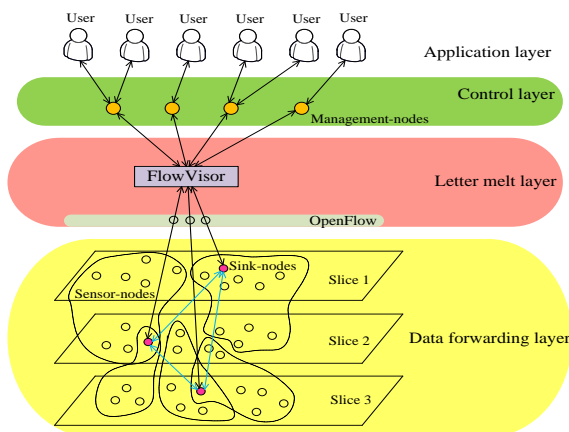 User User User User User User
Application layer
Control layer
Management-nodes
FlowVisor
Letter melt layer
OpenFlow
Sink-nodes
Slice 1
Sensor-nodes
Slice 2
Data forwarding layer
Slice 3